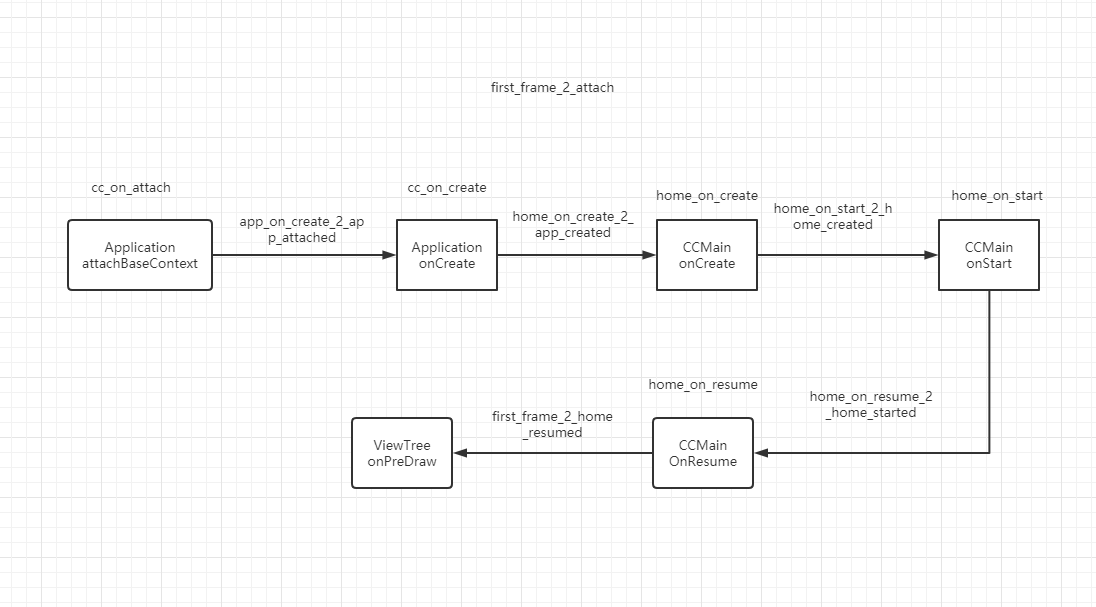 first_frame_2_attach
cc_on_attach
cc_on_create
home_on_create
home_on_start
Application
attachBaseContext
app_on_create_2_ap
p_attached
Application
onCreate
home_on_create_2_
app_created
CCMain
onCreate
home_on_start_2_h
ome_created
CCMain
onStart
home_on_resume_2
_home_started
home_on_resume
CCMain
OnResume
first_frame_2_home
_resumed
ViewTree
onPreDraw